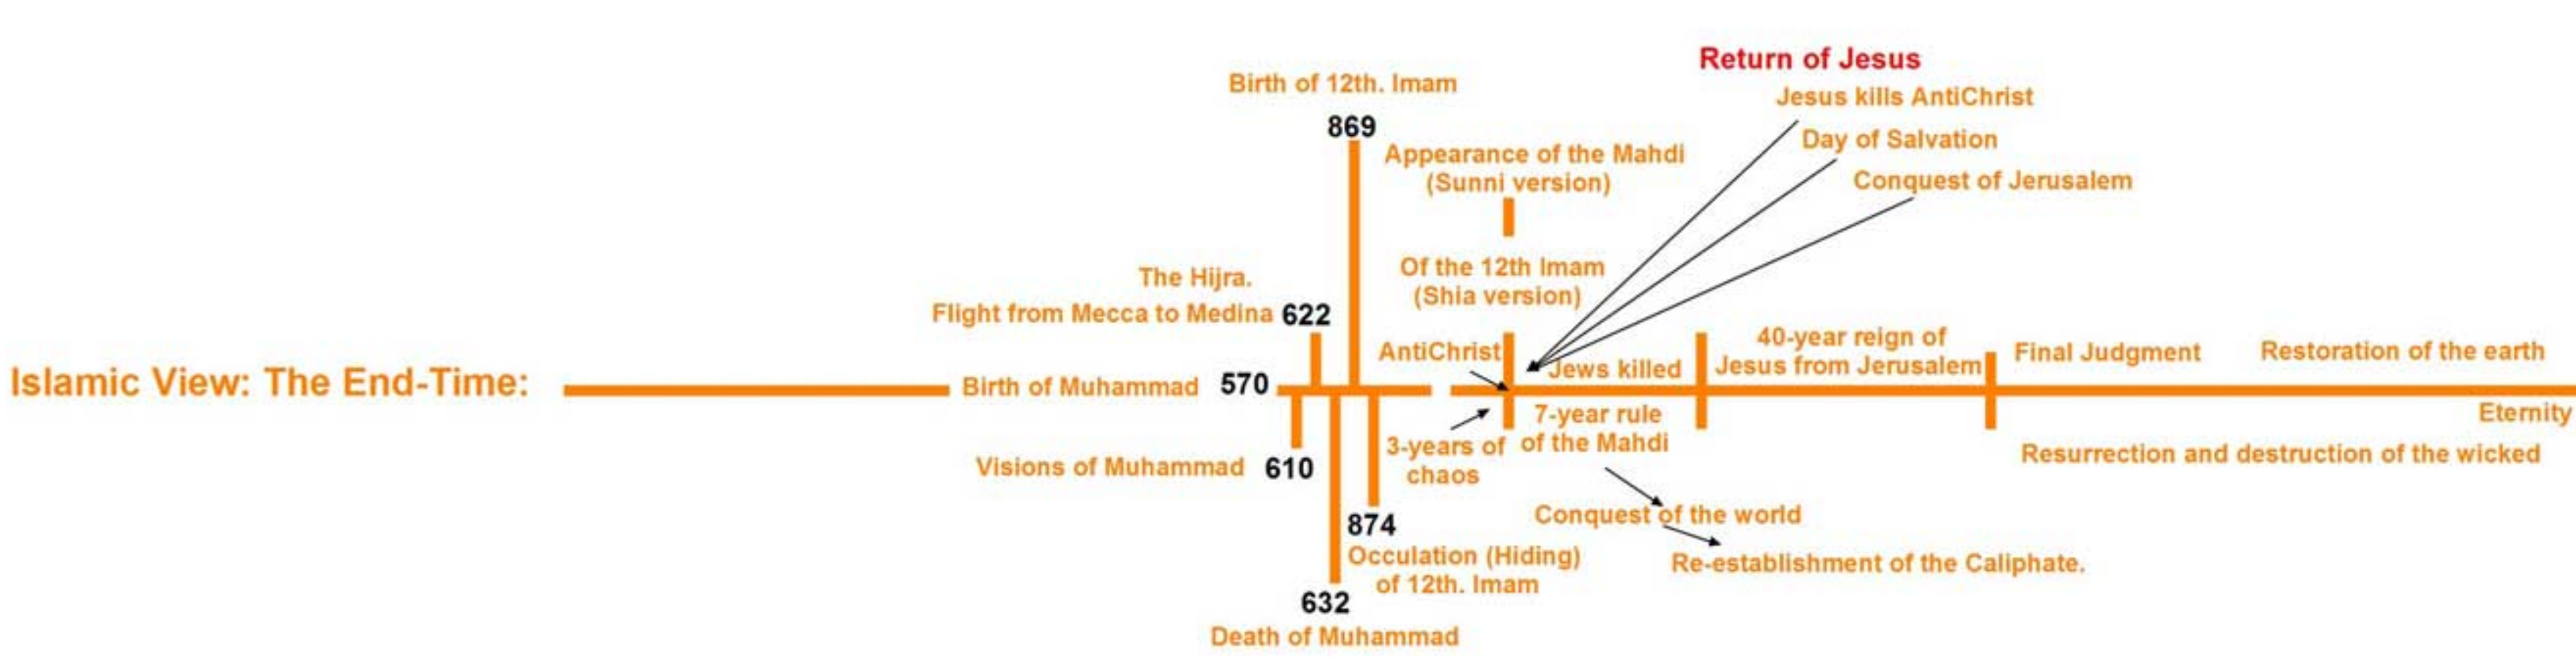 Return of Jesus
Birth of 12th. Imam
Jesus kills AntiChrist
869
Day of Salvation
Appearance of the Mahdi
(Sunni version)
Conquest of Jerusalem
The Hijra.
Of the 12th Imam
(Shia version)
Flight from Mecca to Medina 622
40-year reign of
Jesus from Jerusalem
AntiChrist
Final Judgment
Restoration of the earth
Jews killed
Islamic View: The End-Time:
Birth of Muhammad 570
7-year rule
of the Mahdi
Eternity
3-years of
chaos
Resurrection and destruction of the wicked
Visions of Muhammad 610
Conquest of the world
874
Occulation (Hiding)
of 12th. Imam
Re-establishment of the Caliphate.
632
Death of Muhammad